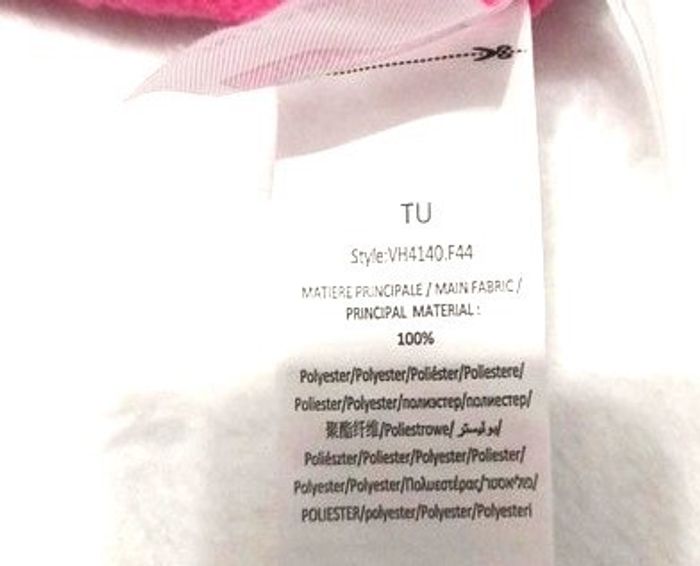 TU
Style:VH4140.F44
MATIERE PRINCIPALE / MAIN FABRIC /
PRINCIPAL MATERIAL :
100%
Polyester/Polyester/Poliéster/Poliestere/
Poliester/Polyester/полиэстер/полиестер/
聚酯纤维/Poliestrowe/ بوليستر/
Poliészter/Poliester/Polyester/Poliester/
Polyester/Polyester/Πολυεστέρας/פוליאסטר/
POLIESTER/polyester/Polyester/Polyesteri